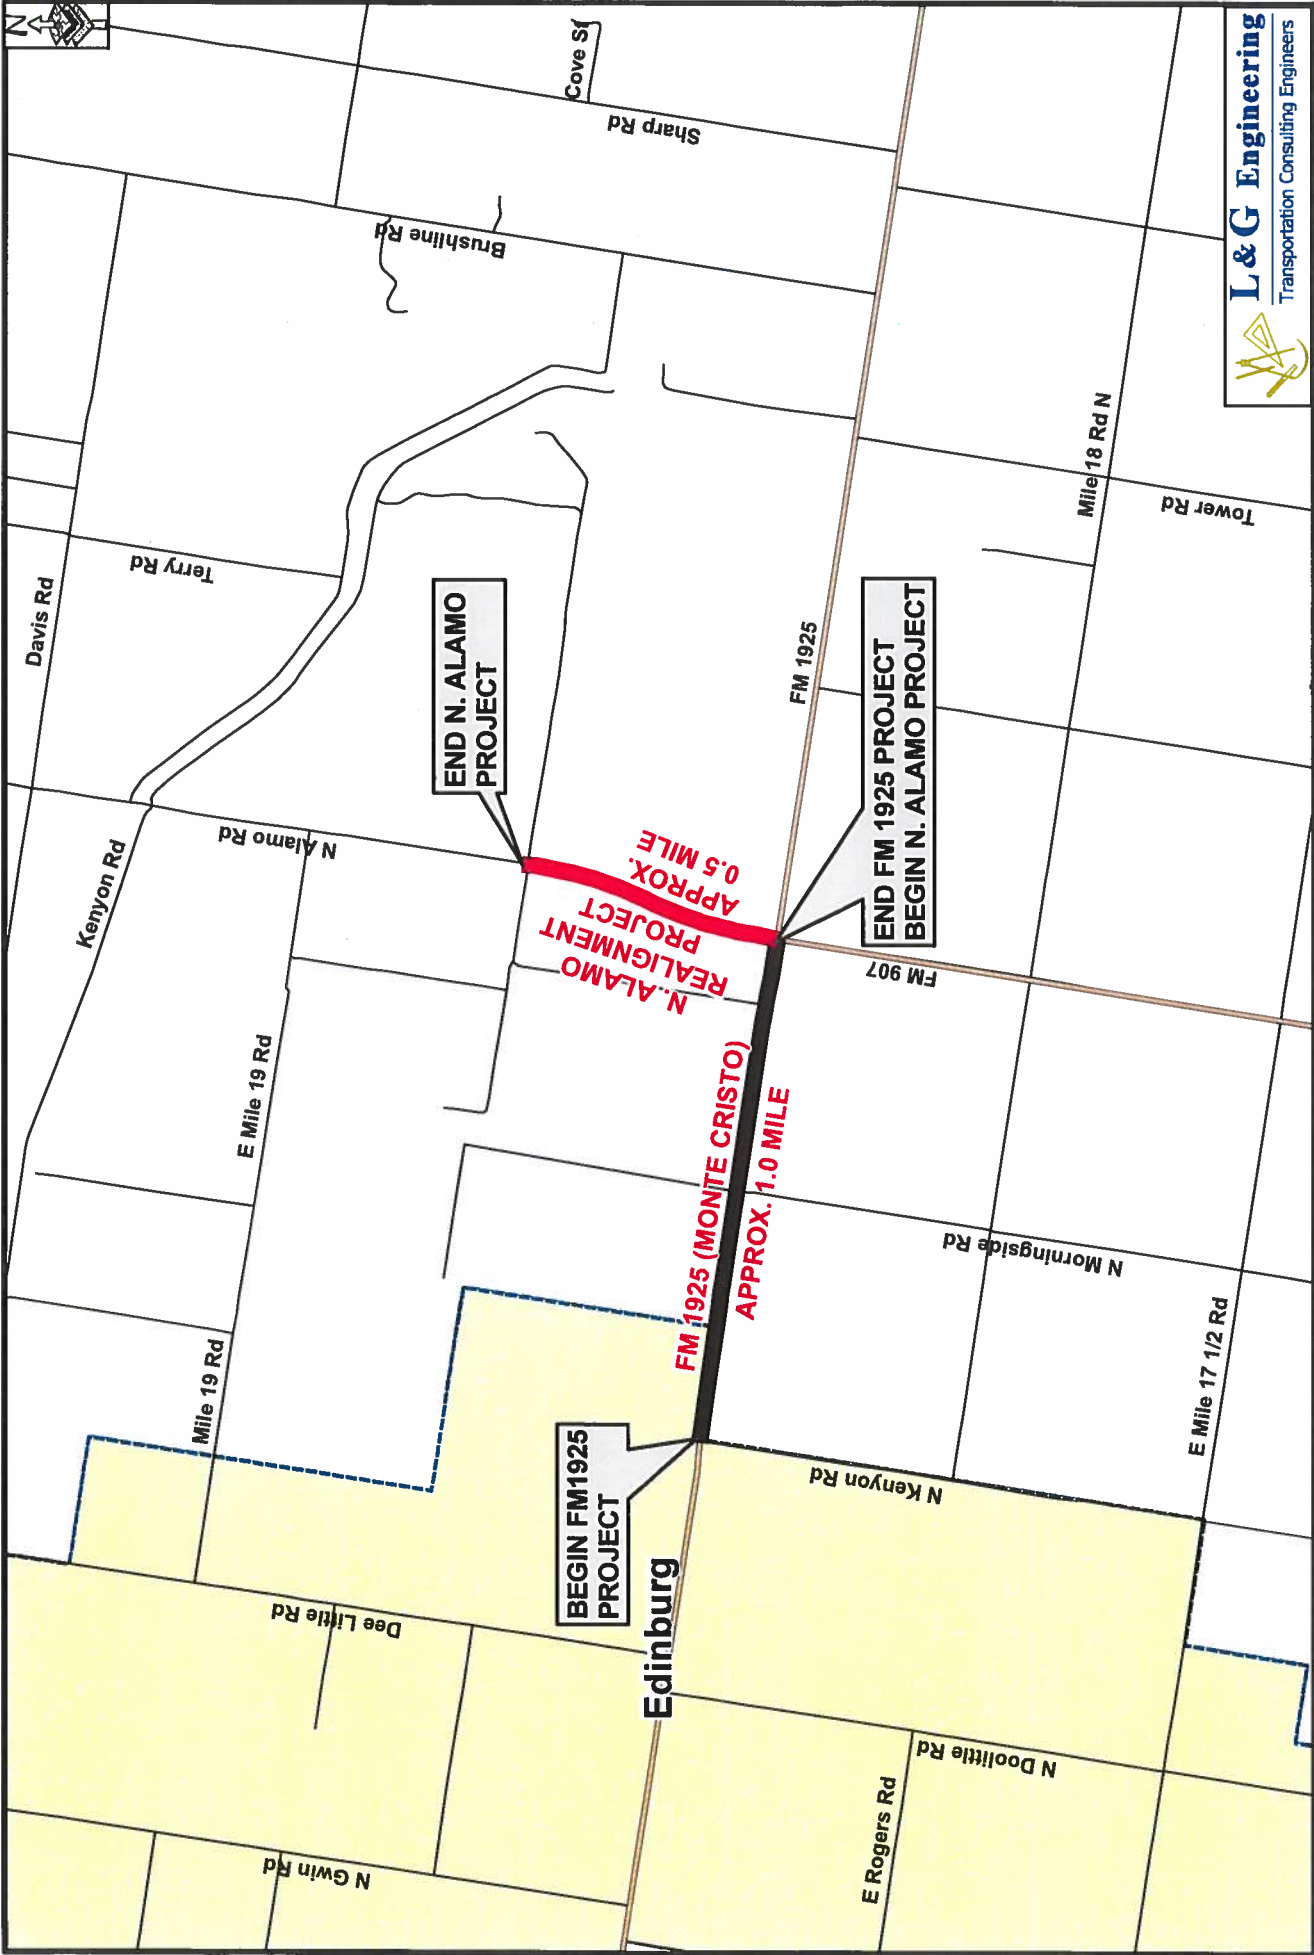 N
Cove St
Sharp Rd
Brushline Rd
Davis Rd
Terry Rd
Kenyon Rd
N Alamo Rd
E Mile 19 Rd
Mile 19 Rd
Dee Little Rd
N Gwin Rd
END N. ALAMO
PROJECT
N. ALAMO
REALIGNMENT
PROJECT
APPROX.
0.5 MILE
FM 1925
Mile 18 Rd N
Tower Rd
END FM 1925 PROJECT
BEGIN N. ALAMO PROJECT
FM 907
FM 1925 (MONTE CRISTO)
APPROX. 1.0 MILE
N Morningside Rd
E Mile 17 1/2 Rd
BEGIN FM1925
PROJECT
N Kenyon Rd
Edinburg
N Doolittle Rd
E Rogers Rd
L & G Engineering
Transportation Consulting Engineers